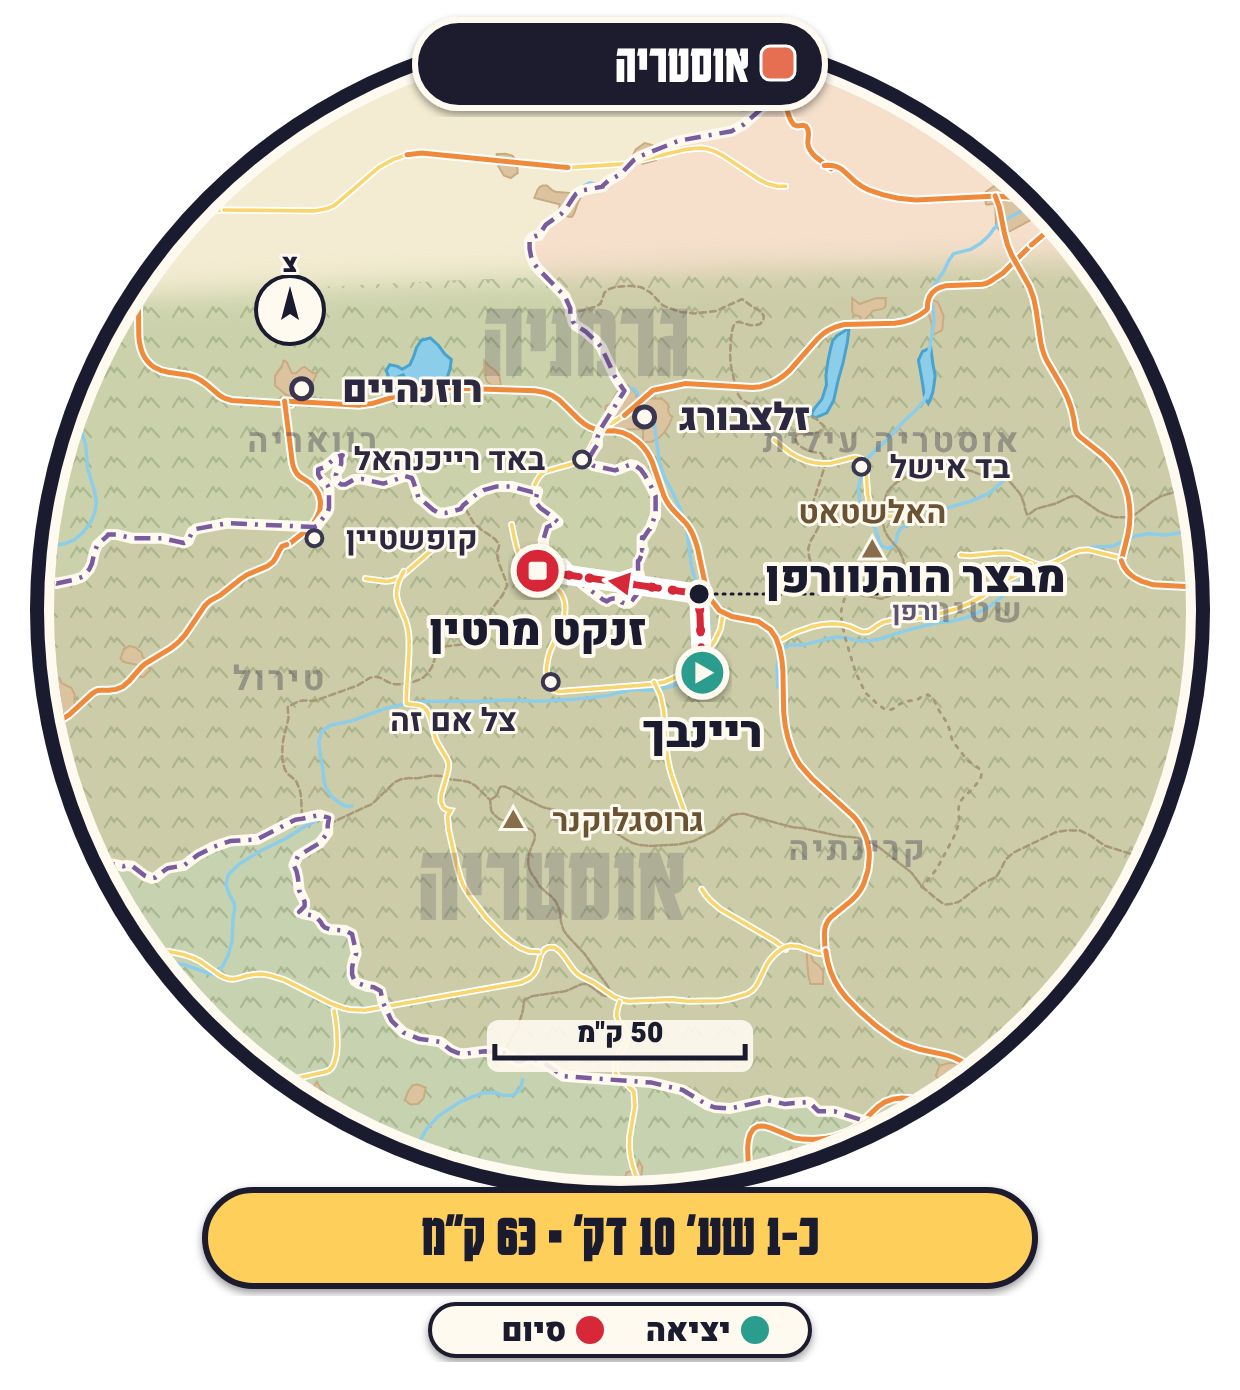 אוסטריה
צ
גרמניה
רוזנהיים
זלצבורג
בוואריה
אוסטריה עילית
באד רייכנהאל
בד אישל
האלשטאט
קופשטיין
מבצר הוהנוורפן
ורפן
זנקט מרטין
טירול
צל אם זה
ריינבך
גרוסגלוקנר
קרינתיה
אוסטריה
50 ק"מ
כ-1 שע' 10 דק' • 63 ק"מ
יציאה
סיום